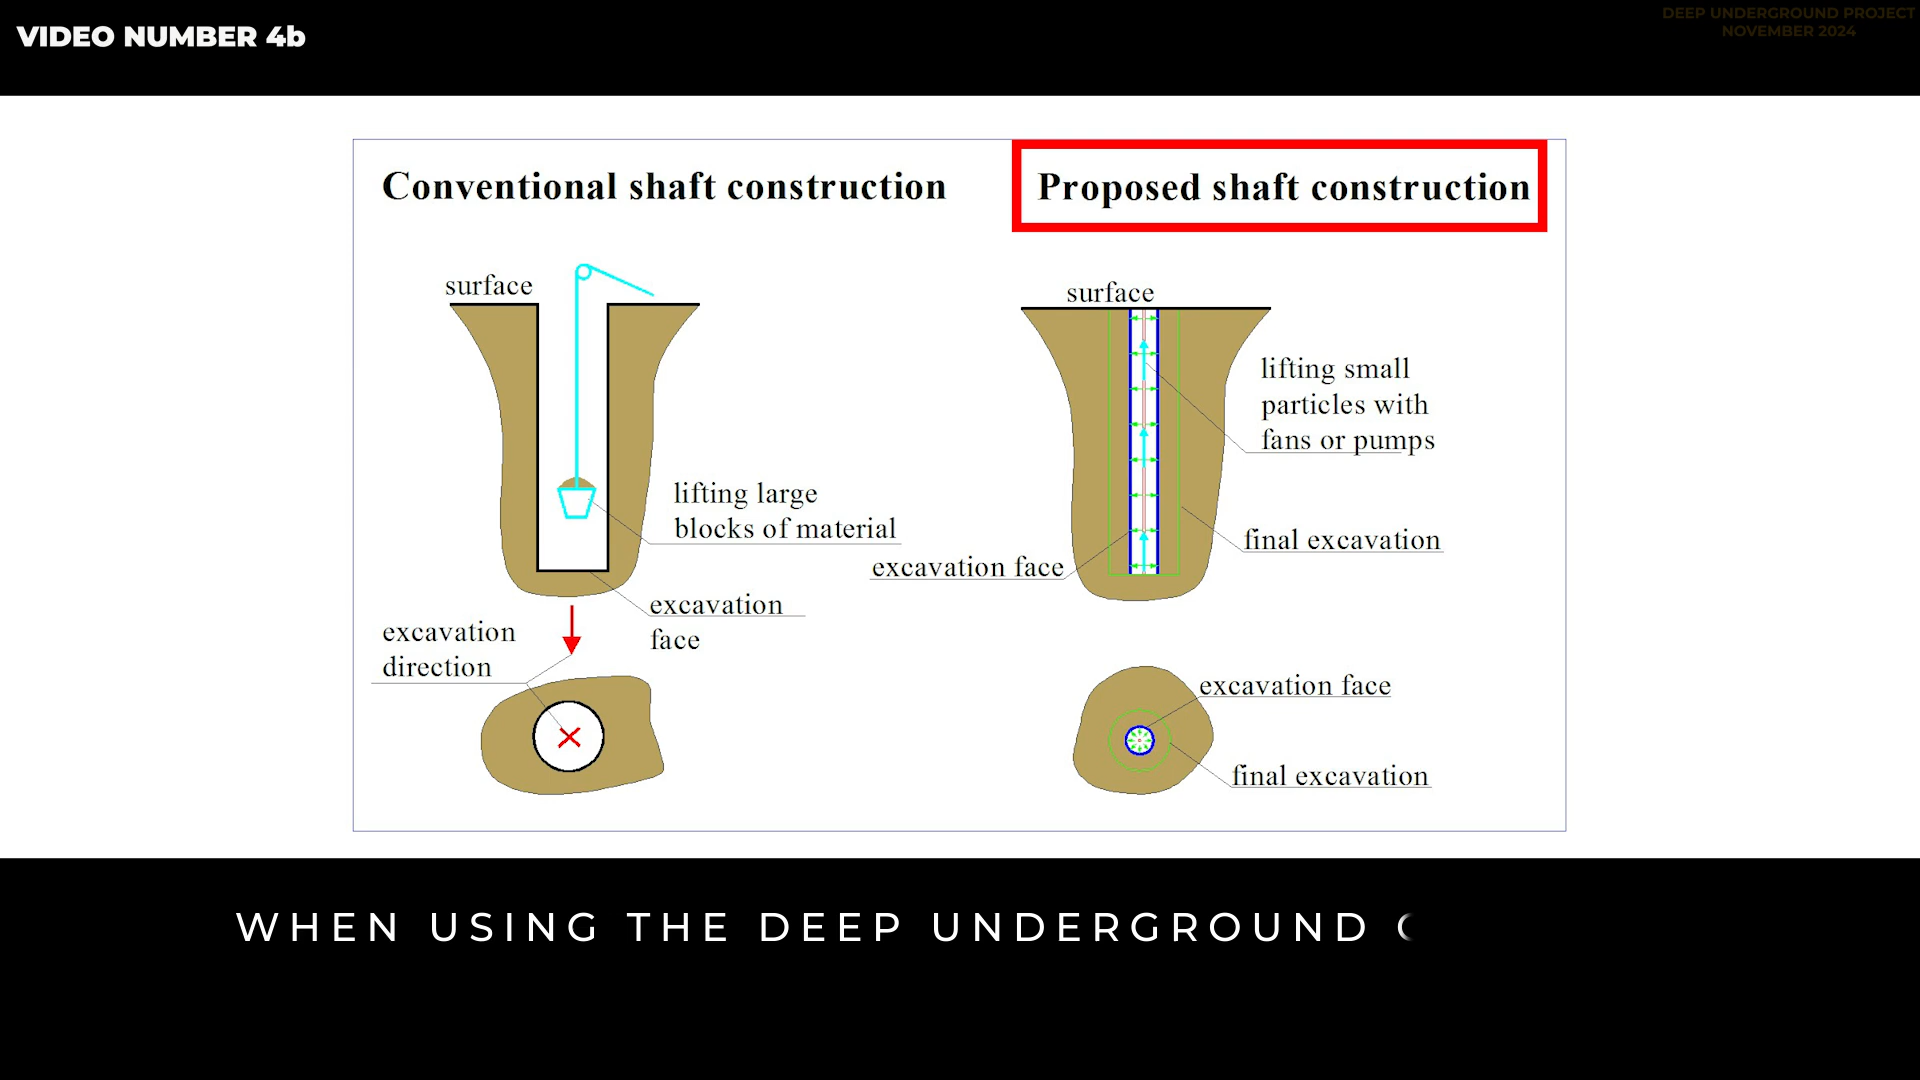 VIDEO NUMBER 4b
DEEP UNDERGROUND PROJECT
NOVEMBER 2024
Conventional shaft construction
Proposed shaft construction
surface
lifting large
blocks of material
excavation
face
excavation
direction
surface
lifting small
particles with
fans or pumps
final excavation
excavation face
excavation face
final excavation
WHEN USING THE DEEP UNDERGROUND